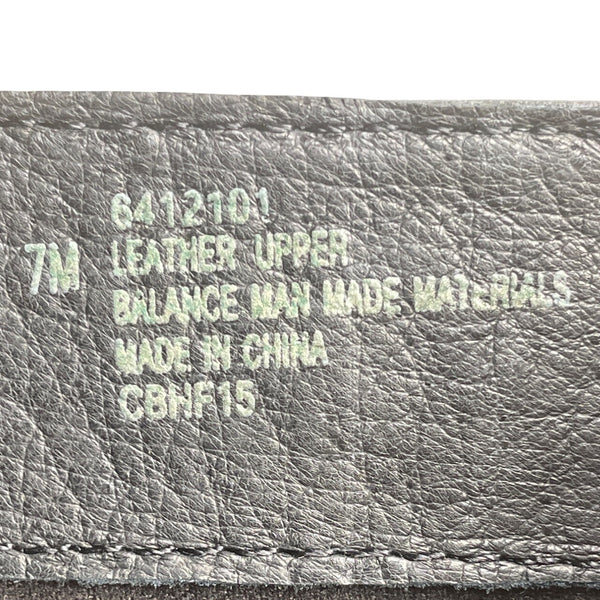 6412101
7M LEATHER UPPER
BALANCE MAN MADE MATERIALS
MADE IN CHINA
CBHF15